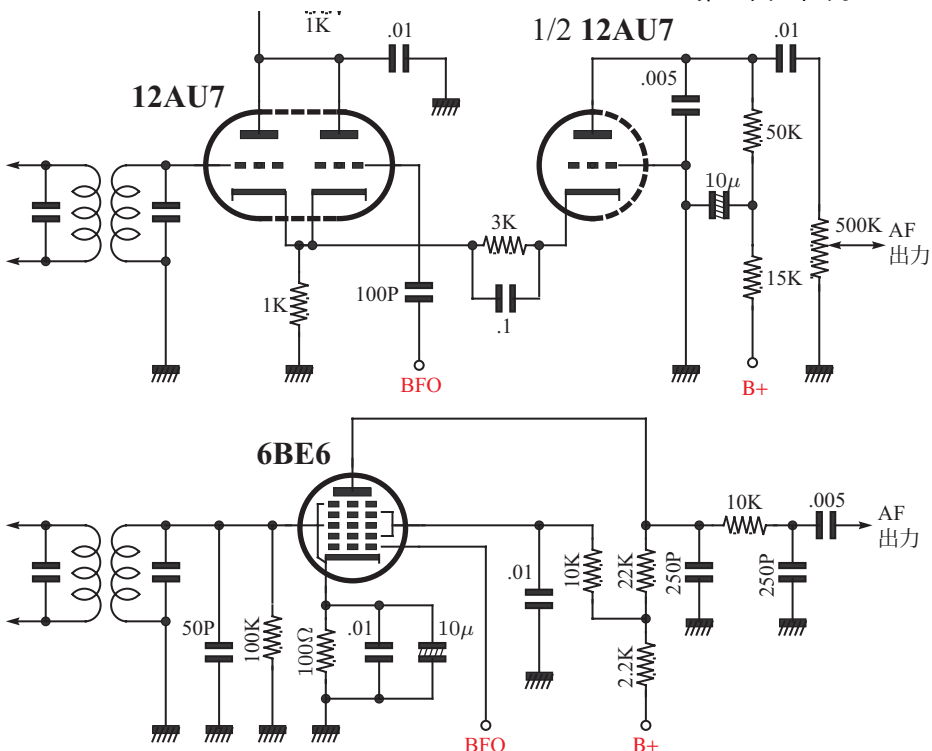 1K
.01
1/2 12AU7
.01
12AU7
.005
50K
10μ
3K
500K
AF
出力
1K
100P
15K
.1
BFO
B+
6BE6
10K
.005
AF
出力
.01
10K
22K
250P
250P
50P
100K
100Ω
.01
10μ
2.2K
BFO
B+